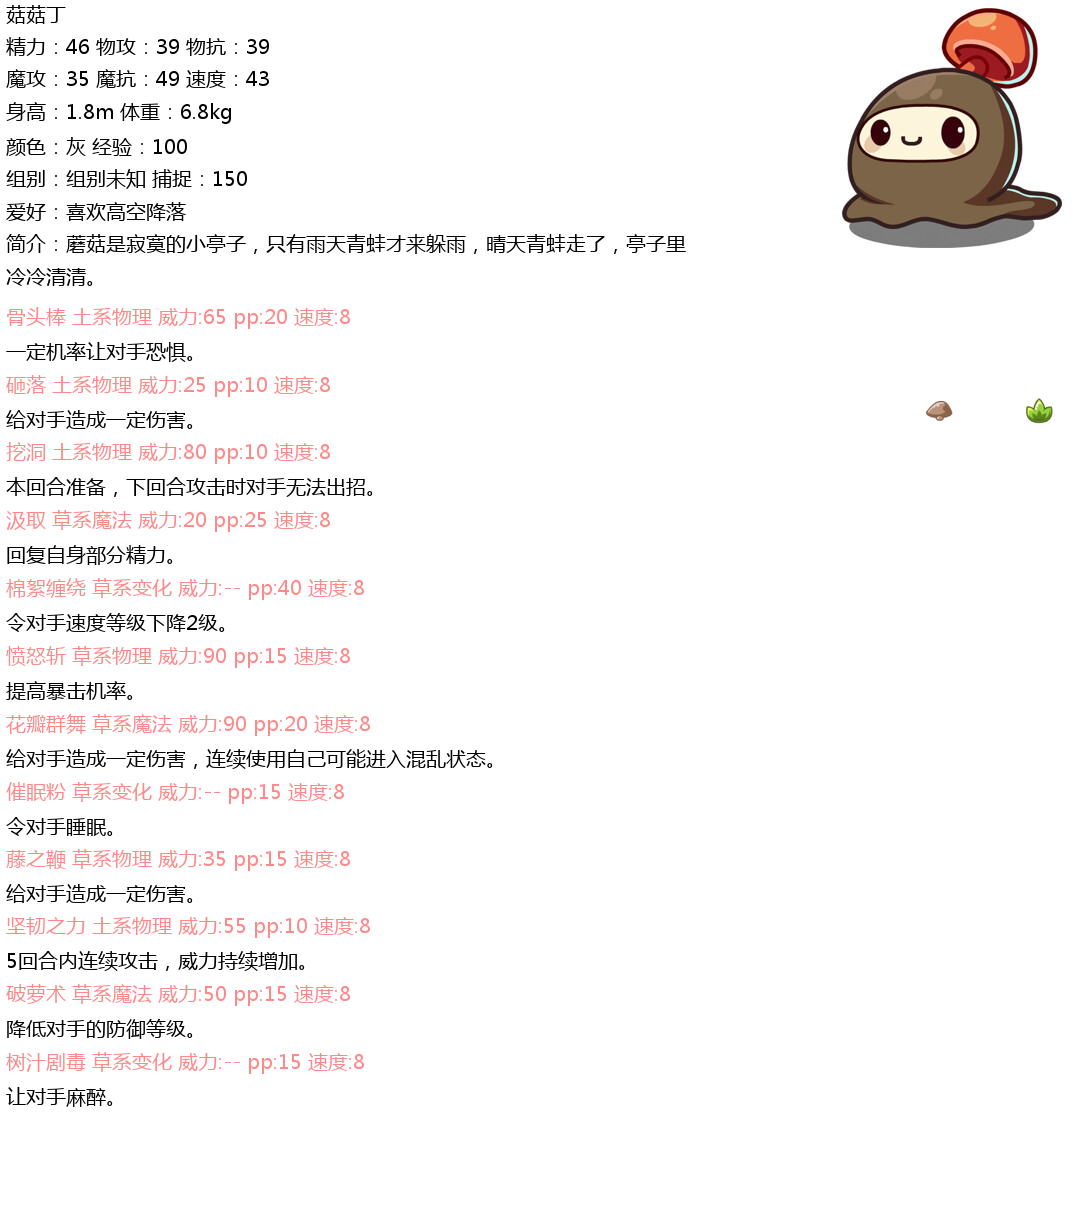 菇菇丁
精力：46 物攻：39 物抗：39
魔攻：35 魔抗：49 速度：43
身高：1.8m 体重：6.8kg
颜色：灰 经验：100
组别：组别未知 捕捉：150
爱好：喜欢高空降落
简介：蘑菇是寂寞的小亭子，只有雨天青蛙才来躲雨，晴天青蛙走了，亭子里
冷冷清清。
骨头棒 土系物理 威力:65 pp:20 速度:8
一定机率让对手恐惧。
砸落 土系物理 威力:25 pp:10 速度:8
给对手造成一定伤害。
挖洞 土系物理 威力:80 pp:10 速度:8
本回合准备，下回合攻击时对手无法出招。
汲取 草系魔法 威力:20 pp:25 速度:8
回复自身部分精力。
棉絮缠绕 草系变化 威力:-- pp:40 速度:8
令对手速度等级下降2级。
愤怒斩 草系物理 威力:90 pp:15 速度:8
提高暴击机率。
花瓣群舞 草系魔法 威力:90 pp:20 速度:8
给对手造成一定伤害，连续使用自己可能进入混乱状态。
催眠粉 草系变化 威力:-- pp:15 速度:8
令对手睡眠。
藤之鞭 草系物理 威力:35 pp:15 速度:8
给对手造成一定伤害。
坚韧之力 土系物理 威力:55 pp:10 速度:8
5回合内连续攻击，威力持续增加。
破萝术 草系魔法 威力:50 pp:15 速度:8
降低对手的防御等级。
树汁剧毒 草系变化 威力:-- pp:15 速度:8
让对手麻醉。